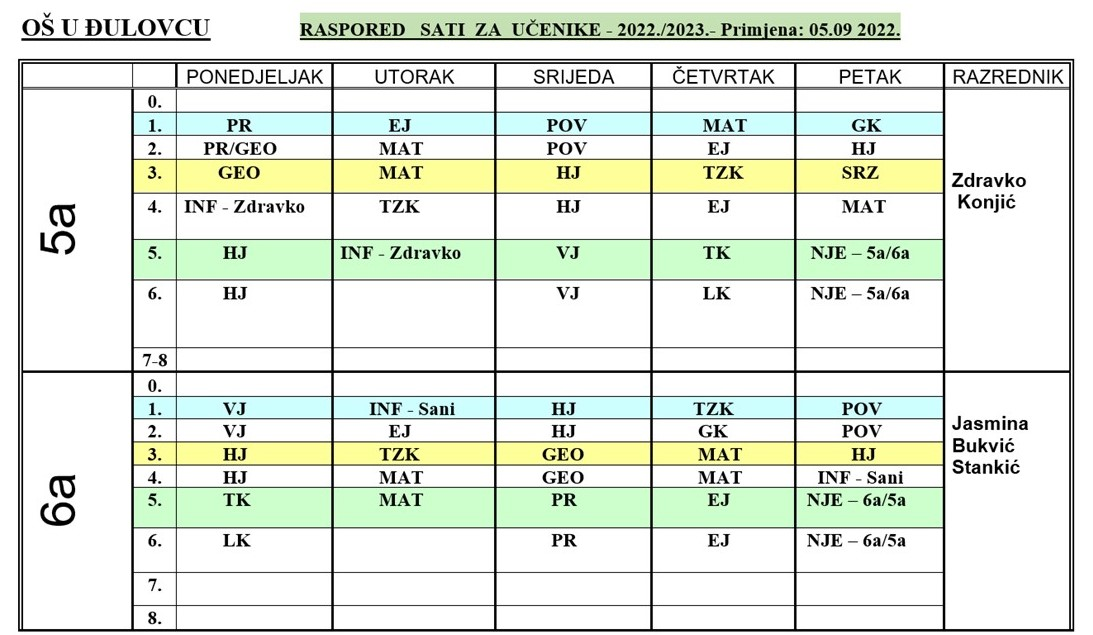 OŠ U ĐULOVCU RASPORED SATI ZA UČENIKE - 2022./2023.- Primjena: 05.09 2022.
PONEDJELJAK UTORAK SRIJEDA ČETVRTAK PETAK RAZREDNIK
5a
0.
1. PR EJ POV MAT GK
2. PR/GEO MAT POV EJ HJ
3. GEO MAT HJ TZK SRZ
Zdravko
Konjić
4. INF - Zdravko TZK HJ EJ MAT
5. HJ INF - Zdravko VJ TK NJE – 5a/6a
6. HJ VJ LK NJE – 5a/6a
7-8
6a
0.
1. VJ INF - Sani HJ TZK POV
Jasmina
Bukvić
Stankić
2. VJ EJ HJ GK POV
3. HJ TZK GEO MAT HJ
4. HJ MAT GEO MAT INF - Sani
5. TK MAT PR EJ NJE – 6a/5a
6. LK PR EJ NJE – 6a/5a
7.
8.